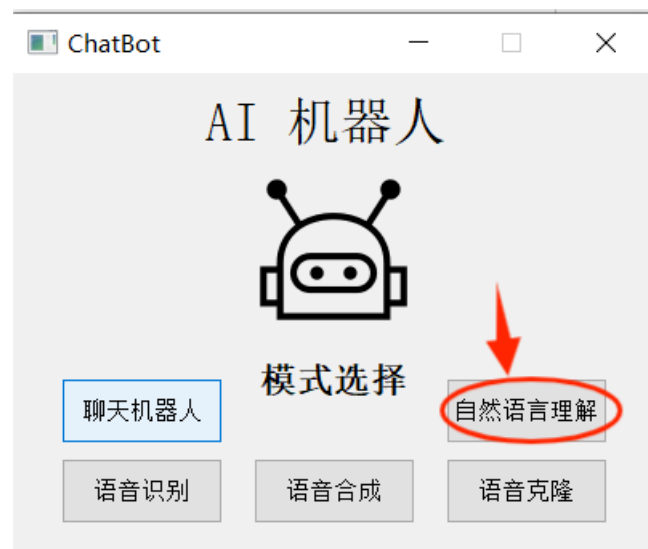 ChatBot
AI 机器人
模式选择
聊天机器人
自然语言理解
语音识别
语音合成
语音克隆